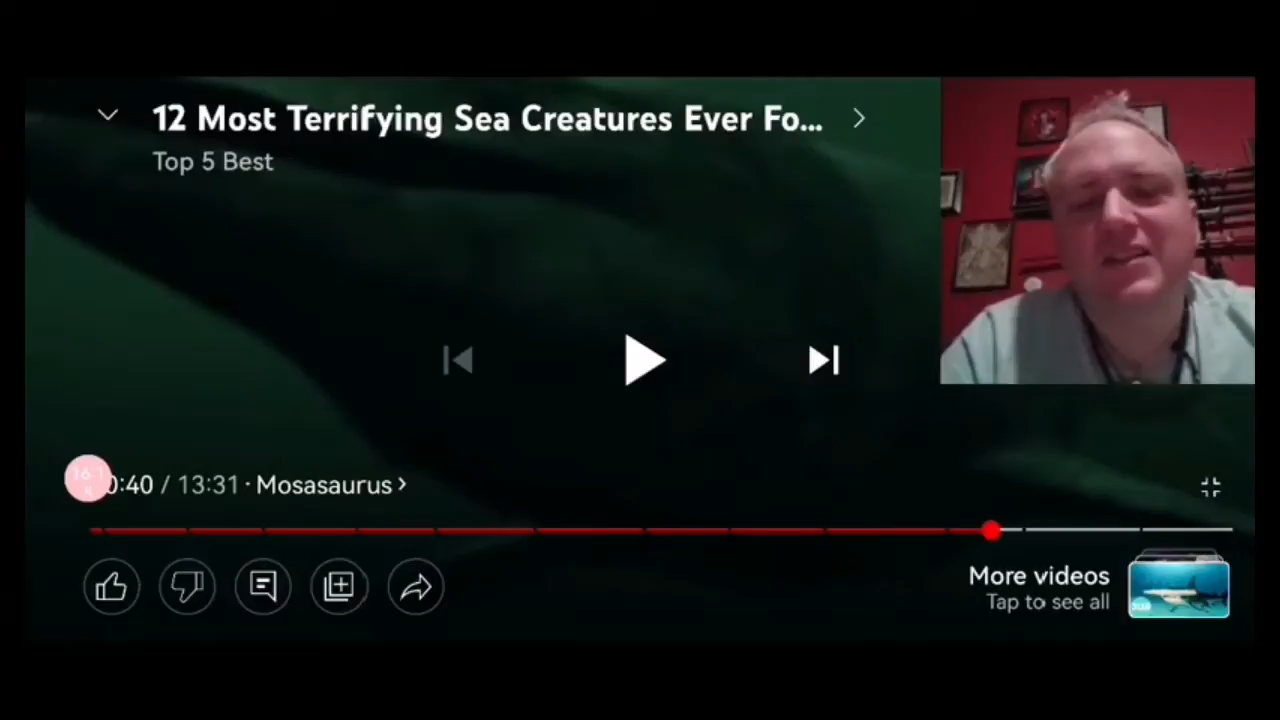 12 Most Terrifying Sea Creatures Ever Fo...
Top 5 Best
0:40 / 13:31 · Mosasaurus
More videos
Tap to see all